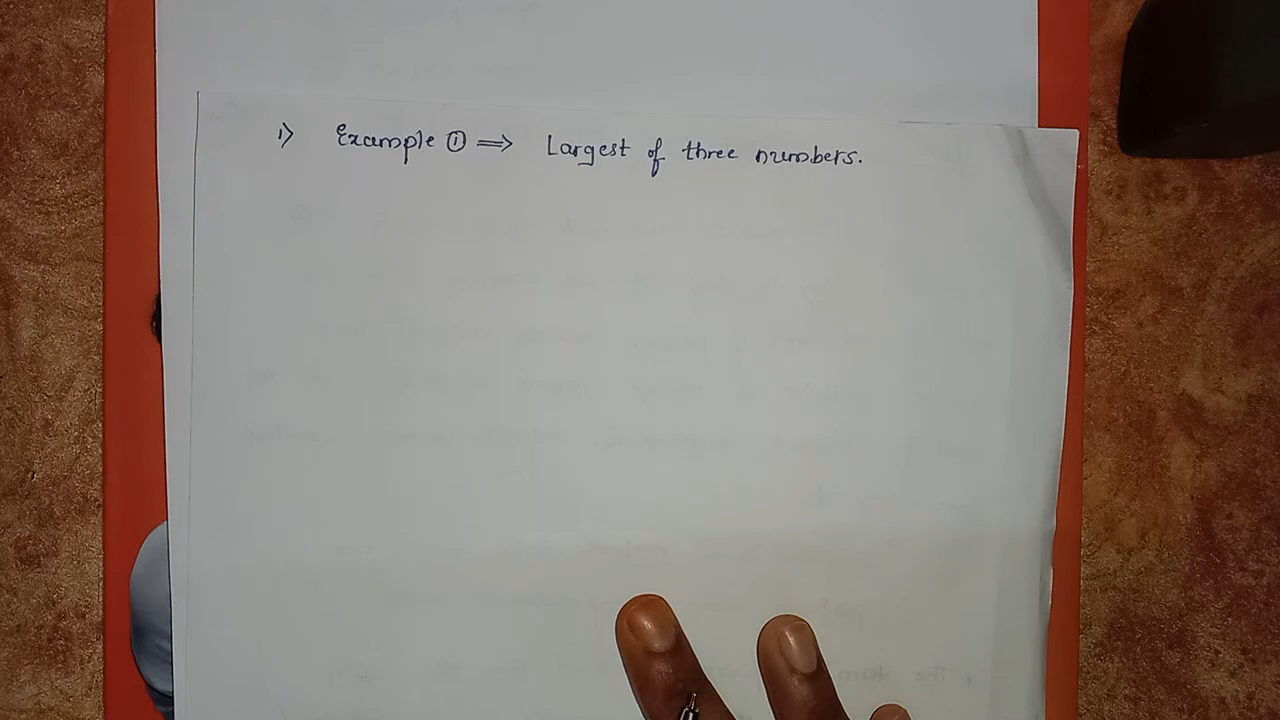 1) Example ① ⇒ Largest of three numbers.